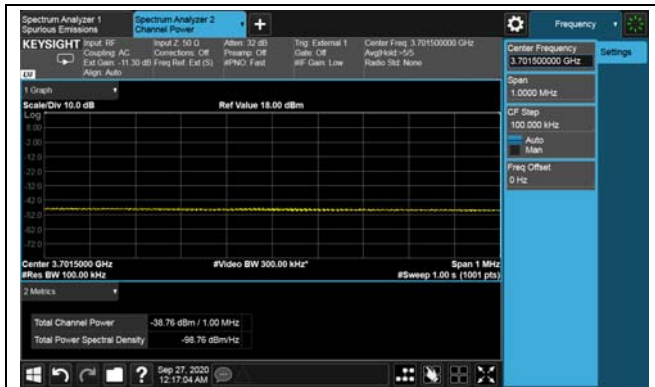 Spectrum Analyzer 1
Spurious Emissions
Spectrum Analyzer 2
Channel Power
Frequency
KEYSIGHT
Input: RF
Coupling: AC
Ext Gain: -11.30 dB
Align: Auto
Input Z: 50 Ω
Corrections: Off
Freq Ref: Ext (S)
Atten: 32 dB
Preamp: Off
#PNO: Fast
Trig: External 1
Gate: Off
#IF Gain: Low
Center Freq: 3.701500000 GHz
Avg|Hold:>5/5
Radio Std: None
LXI
1 Graph
Scale/Div 10.0 dB
Ref Value 18.00 dBm
Log
8.00
-2.00
-12.0
-22.0
-32.0
-42.0
-52.0
-62.0
-72.0
Center 3.7015000 GHz
#Video BW 300.00 kHz*
Span 1 MHz
#Res BW 100.00 kHz
#Sweep 1.00 s (1001 pts)
2 Metrics
Total Channel Power -38.76 dBm / 1.00 MHz
Total Power Spectral Density -98.76 dBm/Hz
Sep 27, 2020
12:17:04 AM
Center Frequency
3.701500000 GHz
Settings
Span
1.0000 MHz
CF Step
100.000 kHz
Auto
Man
Freq Offset
0 Hz